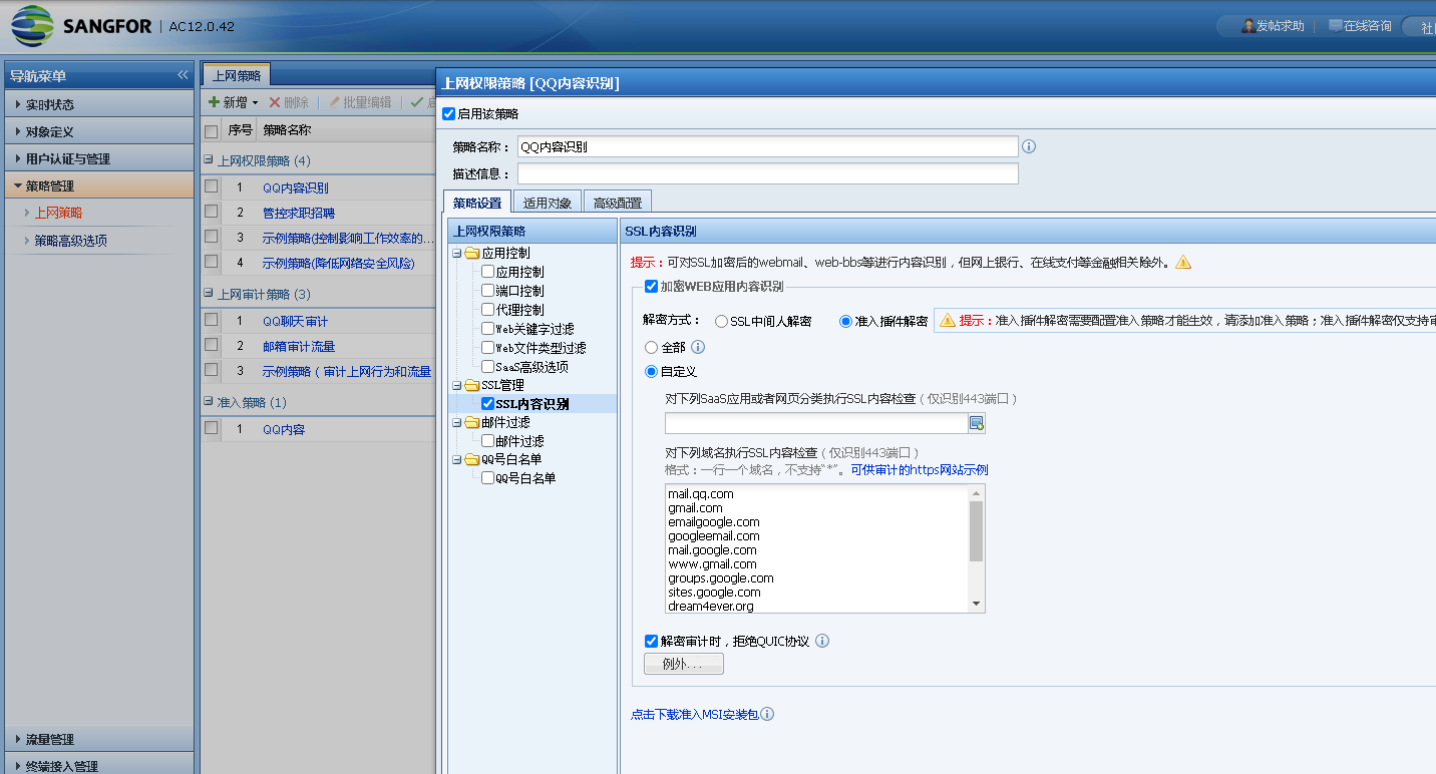 SANGFOR | AC12.0.42
发帖求助 在线咨询
导航菜单
实时状态
对象定义
用户认证与管理
策略管理
上网策略
策略高级选项
流量管理
终端接入管理
上网策略
新增 删除 批量编辑
序号 策略名称
上网权限策略 (4)
1 QQ内容识别
2 管控求职招聘
3 示例策略(控制影响工作效率的...
4 示例策略(降低网络安全风险)
上网审计策略 (3)
1 QQ聊天审计
2 邮箱审计流量
3 示例策略(审计上网行为和流量
准入策略 (1)
1 QQ内容
上网权限策略 [QQ内容识别]
启用该策略
策略名称: QQ内容识别
描述信息:
策略设置 适用对象 高级配置
上网权限策略
应用控制
应用控制
端口控制
代理控制
Web关键字过滤
Web文件类型过滤
SaaS高级选项
SSL管理
SSL内容识别
邮件过滤
邮件过滤
QQ号白名单
QQ号白名单
SSL内容识别
提示:可对SSL加密后的webmail、web-bbs等进行内容识别,但网上银行、在线支付等金融相关除外。
加密WEB应用内容识别
解密方式: SSL中间人解密 准入插件解密 提示:准入插件解密需要配置准入策略才能生效,请添加准入策略;准入插件解密仅支持
全部
自定义
对下列SaaS应用或者网页分类执行SSL内容检查(仅识别443端口)
对下列域名执行SSL内容检查(仅识别443端口)
格式:一行一个域名,不支持"*"。可供审计的https网站示例
mail.qq.com
gmail.com
emailgoogle.com
googleemail.com
mail.google.com
www.gmail.com
groups.google.com
sites.google.com
dream4ever.org
解密审计时,拒绝QUIC协议
例外...
点击下载准入MSI安装包